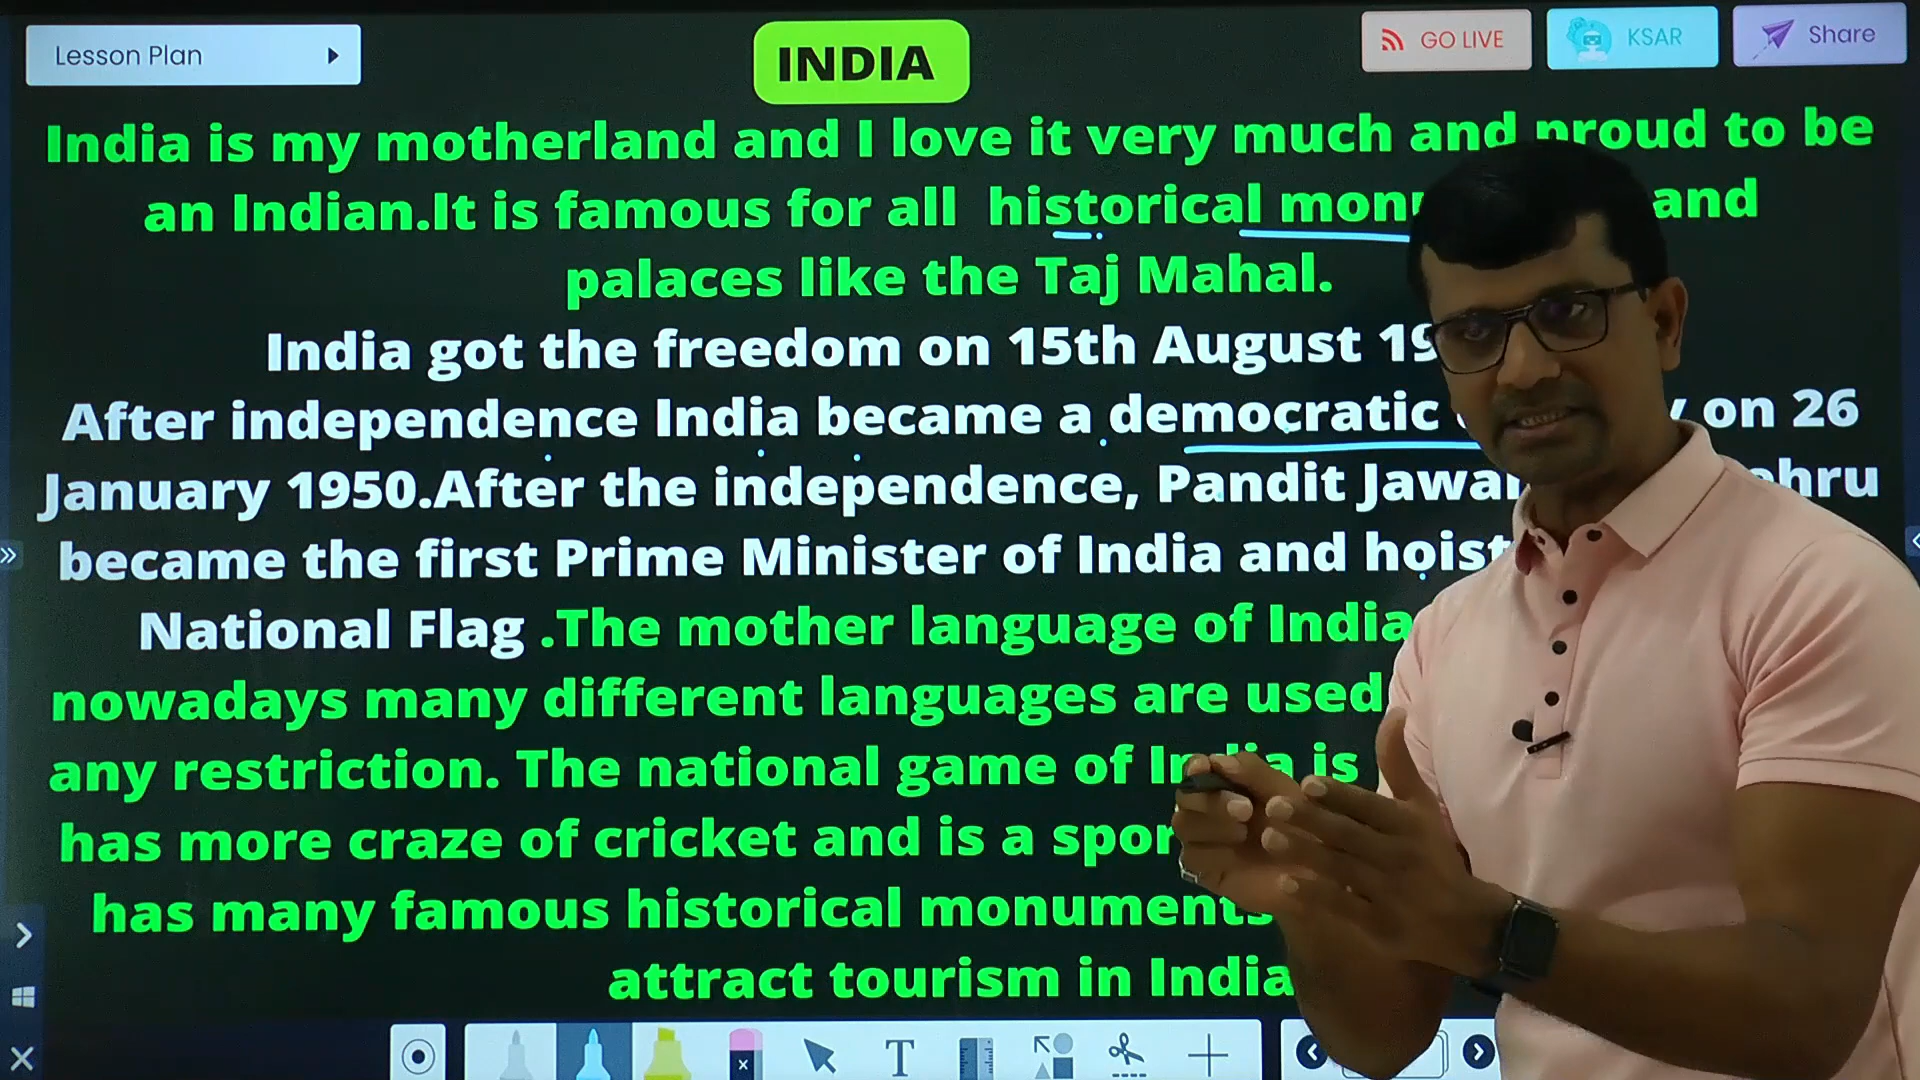 Lesson Plan
INDIA
GO LIVE
KSAR
Share
India is my motherland and I love it very much and proud to be
an Indian.It is famous for all historical and
palaces like the Taj Mahal.
India got the freedom on 15th August
After independence India became a democratic on 26
January 1950.After the independence, Pandit
became the first Prime Minister of India and
National Flag .The mother language of India
nowadays many different languages are used
any restriction. The national game of India is
has more craze of cricket and is a
has many famous historical monuments
attract tourism in India
T